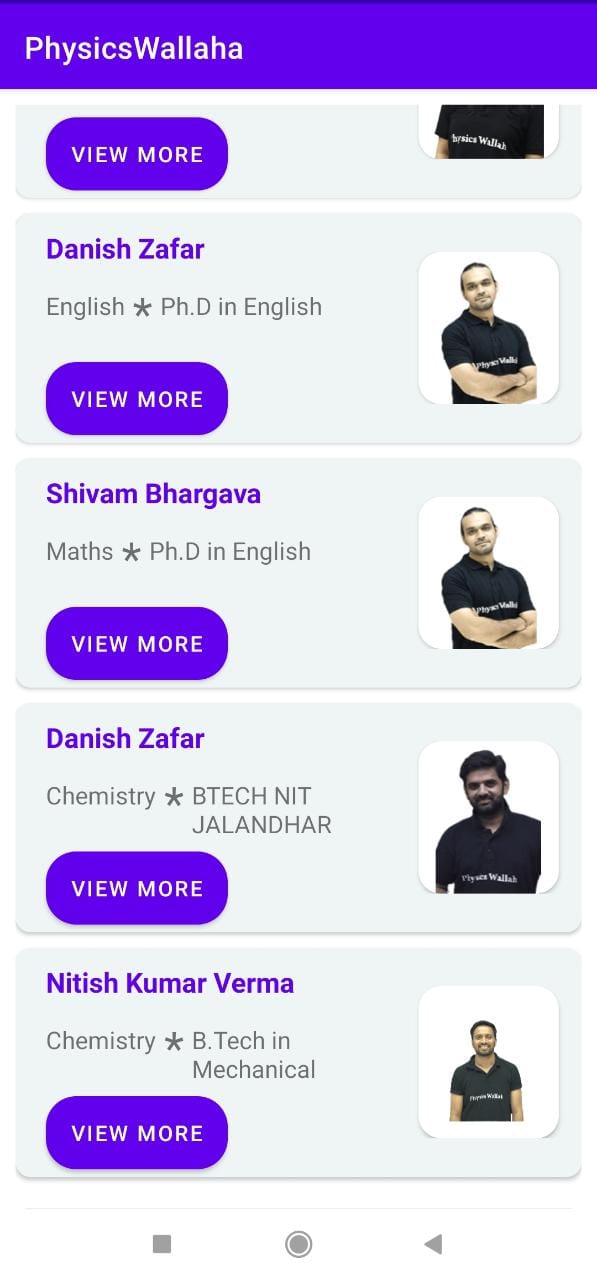 PhysicsWallaha
VIEW MORE
Physics Wallah
Danish Zafar
English * Ph.D in English
Physics Wallah
VIEW MORE
Shivam Bhargava
Maths * Ph.D in English
Physics Wallah
VIEW MORE
Danish Zafar
Chemistry * BTECH NIT
JALANDHAR
Physics Wallah
VIEW MORE
Nitish Kumar Verma
Chemistry * B.Tech in
Mechanical
Physics Wallah
VIEW MORE